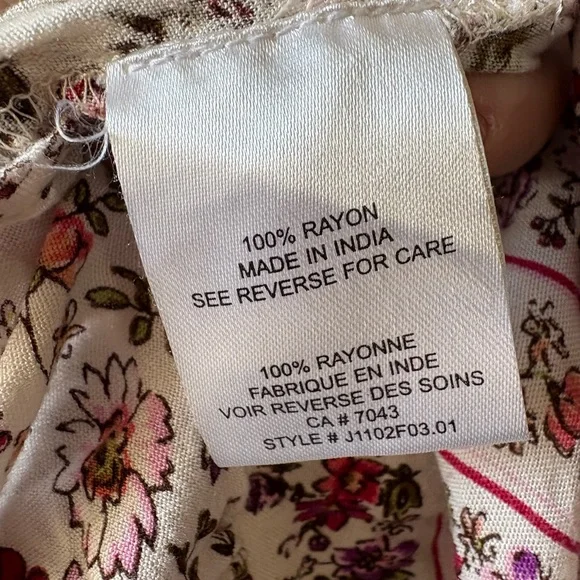 100% RAYON
MADE IN INDIA
SEE REVERSE FOR CARE
100% RAYONNE
FABRIQUE EN INDE
VOIR REVERSE DES SOINS
CA # 7043
STYLE # J1102F03.01